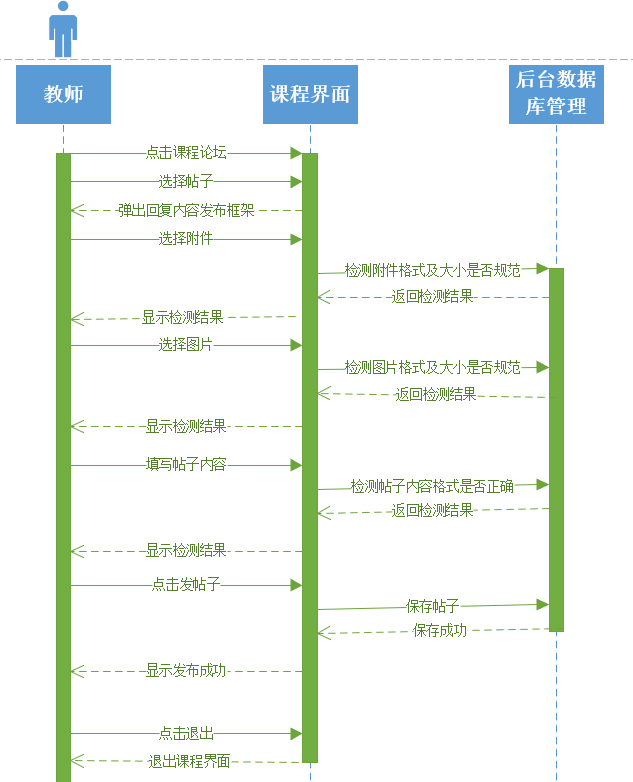 教师
课程界面
后台数据
库管理
点击课程论坛
选择帖子
弹出回复内容发布框架
选择附件
检测附件格式及大小是否规范
返回检测结果
显示检测结果
选择图片
检测图片格式及大小是否规范
返回检测结果
显示检测结果
填写帖子内容
检测帖子内容格式是否正确
返回检测结果
显示检测结果
点击发帖子
保存帖子
保存成功
显示发布成功
点击退出
退出课程界面